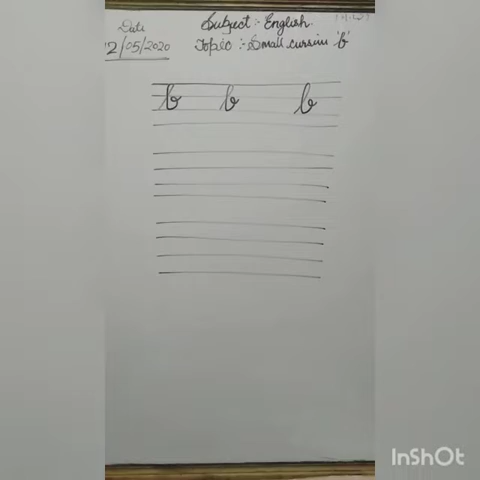 Date Subject :- English
2/05/2020 Topic :- Small cursive 'b'
b b b
InShOt